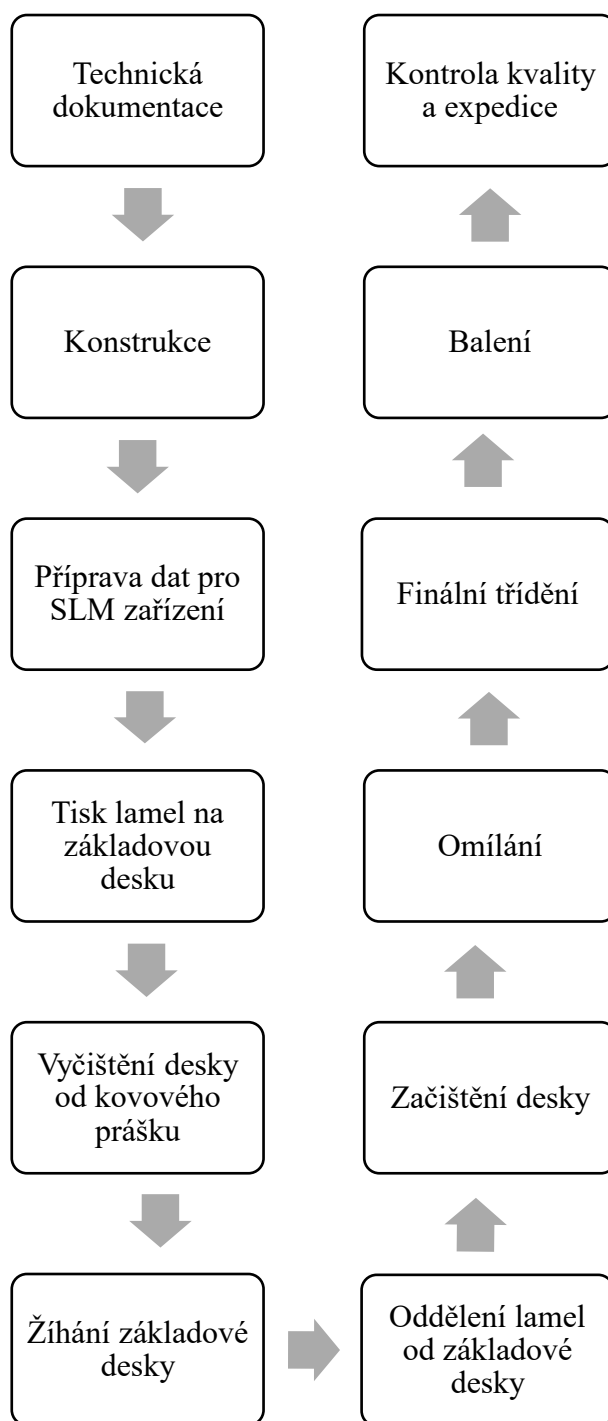 Technická
dokumentace
Konstrukce
Příprava dat pro
SLM zařízení
Tisk lamel na
základovou
desku
Vyčištění desky
od kovového
prášku
Žíhání základové
desky
Oddělení lamel
od základové
desky
Začištění desky
Omílání
Finální třídění
Balení
Kontrola kvality
a expedice